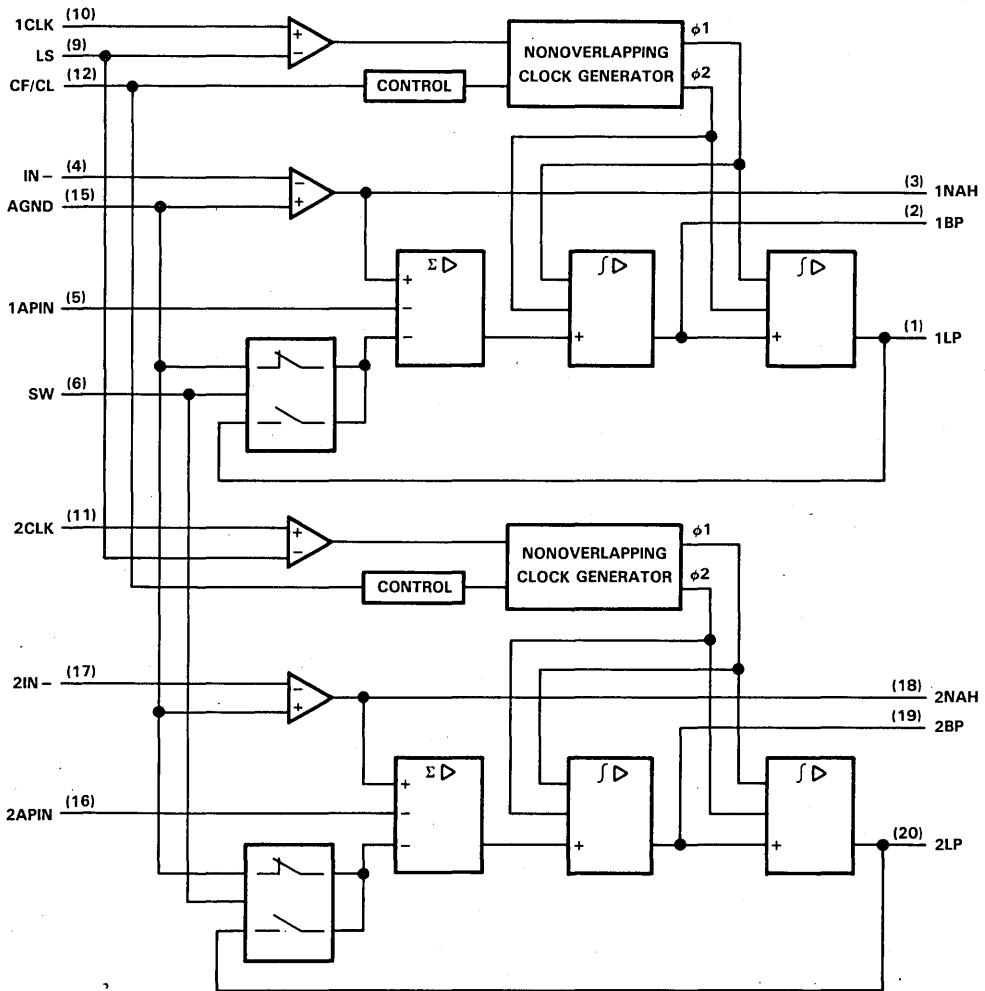 1CLK (10)
+
−
LS (9)
CF/CL (12)
CONTROL
NONOVERLAPPING
CLOCK GENERATOR
ϕ1
ϕ2
IN− (4)
−
+
AGND (15)
(3) 1NAH
(2) 1BP
Σ▷
∫▷
∫▷
+
1APIN (5)
−
−
+
+
(1) 1LP
SW (6)
2CLK (11)
+
−
CONTROL
NONOVERLAPPING
CLOCK GENERATOR
ϕ1
ϕ2
2IN− (17)
−
+
(18) 2NAH
(19) 2BP
Σ▷
∫▷
∫▷
+
2APIN (16)
−
−
+
+
(20) 2LP